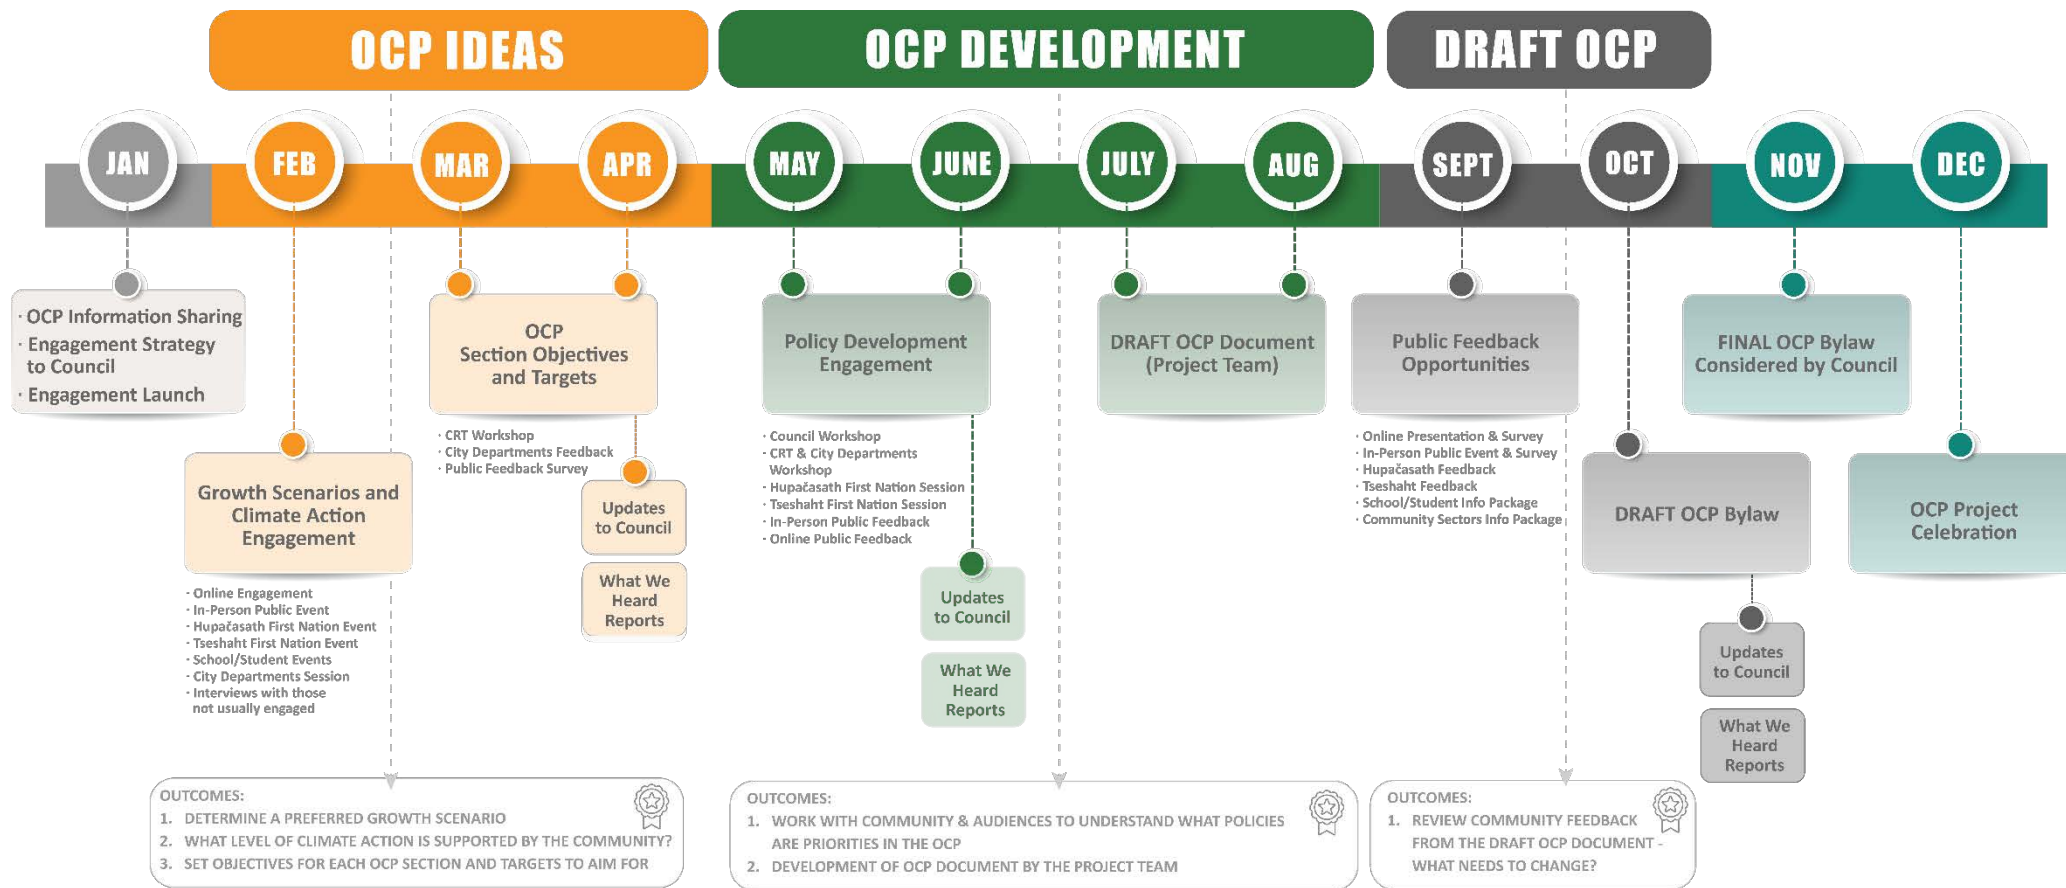 OCP IDEAS
OCP DEVELOPMENT
DRAFT OCP
JAN
FEB
MAR
APR
MAY
JUNE
JULY
AUG
SEPT
OCT
NOV
DEC
· OCP Information Sharing
· Engagement Strategy
to Council
· Engagement Launch
Growth Scenarios and
Climate Action
Engagement
· Online Engagement
· In-Person Public Event
· Hupačasath First Nation Event
· Tseshaht First Nation Event
· School/Student Events
· City Departments Session
· Interviews with those
not usually engaged
OCP
Section Objectives
and Targets
· CRT Workshop
· City Departments Feedback
· Public Feedback Survey
Updates
to Council
What We
Heard
Reports
Policy Development
Engagement
· Council Workshop
· CRT & City Departments
Workshop
· Hupačasath First Nation Session
· Tseshaht First Nation Session
· In-Person Public Feedback
· Online Public Feedback
Updates
to Council
What We
Heard
Reports
DRAFT OCP Document
(Project Team)
Public Feedback
Opportunities
· Online Presentation & Survey
· In-Person Public Event & Survey
· Hupačasath Feedback
· Tseshaht Feedback
· School/Student Info Package
· Community Sectors Info Package
DRAFT OCP Bylaw
Updates
to Council
What We
Heard
Reports
FINAL OCP Bylaw
Considered by Council
OCP Project
Celebration
OUTCOMES:
1. DETERMINE A PREFERRED GROWTH SCENARIO
2. WHAT LEVEL OF CLIMATE ACTION IS SUPPORTED BY THE COMMUNITY?
3. SET OBJECTIVES FOR EACH OCP SECTION AND TARGETS TO AIM FOR
OUTCOMES:
1. WORK WITH COMMUNITY & AUDIENCES TO UNDERSTAND WHAT POLICIES
ARE PRIORITIES IN THE OCP
2. DEVELOPMENT OF OCP DOCUMENT BY THE PROJECT TEAM
OUTCOMES:
1. REVIEW COMMUNITY FEEDBACK
FROM THE DRAFT OCP DOCUMENT -
WHAT NEEDS TO CHANGE?